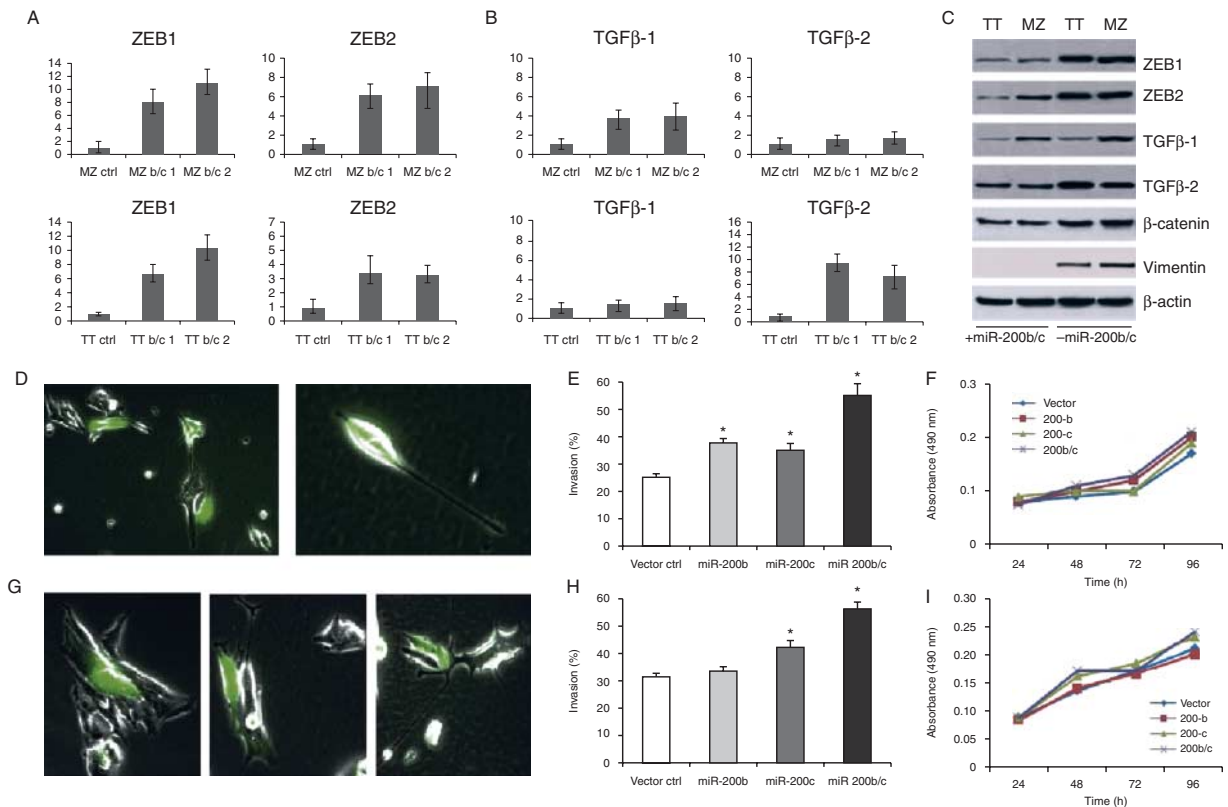 A
ZEB1
14
12
10
8
6
4
2
0
MZ ctrl MZ b/c 1 MZ b/c 2
ZEB2
10
8
6
4
2
0
MZ ctrl MZ b/c 1 MZ b/c 2
ZEB1
14
12
10
8
6
4
2
0
TT ctrl TT b/c 1 TT b/c 2
ZEB2
7
6
5
4
3
2
1
0
TT ctrl TT b/c 1 TT b/c 2
B
TGFβ-1
10
8
6
4
2
0
MZ ctrl MZ b/c 1 MZ b/c 2
TGFβ-2
10
8
6
4
2
0
MZ ctrl MZ b/c 1 MZ b/c 2
TGFβ-1
10
8
6
4
2
0
TT ctrl TT b/c 1 TT b/c 2
TGFβ-2
16
14
12
10
8
6
4
2
0
TT ctrl TT b/c 1 TT b/c 2
C
TT MZ TT MZ
ZEB1
ZEB2
TGFβ-1
TGFβ-2
β-catenin
Vimentin
β-actin
+miR-200b/c –miR-200b/c
D
E
Invasion (%)
60
50
40
30
20
10
0
* * *
Vector ctrl miR-200b miR-200c miR 200b/c
F
Absorbance (490 nm)
0.3
0.2
0.1
0.0
Vector
200-b
200-c
200b/c
24 48 72 96
Time (h)
G
H
Invasion (%)
60
50
40
30
20
10
0
* *
Vector ctrl miR-200b miR-200c miR 200b/c
I
Absorbance (490 nm)
0.30
0.25
0.20
0.15
0.10
0.05
0.00
Vector
200-b
200-c
200b/c
24 48 72 96
Time (h)